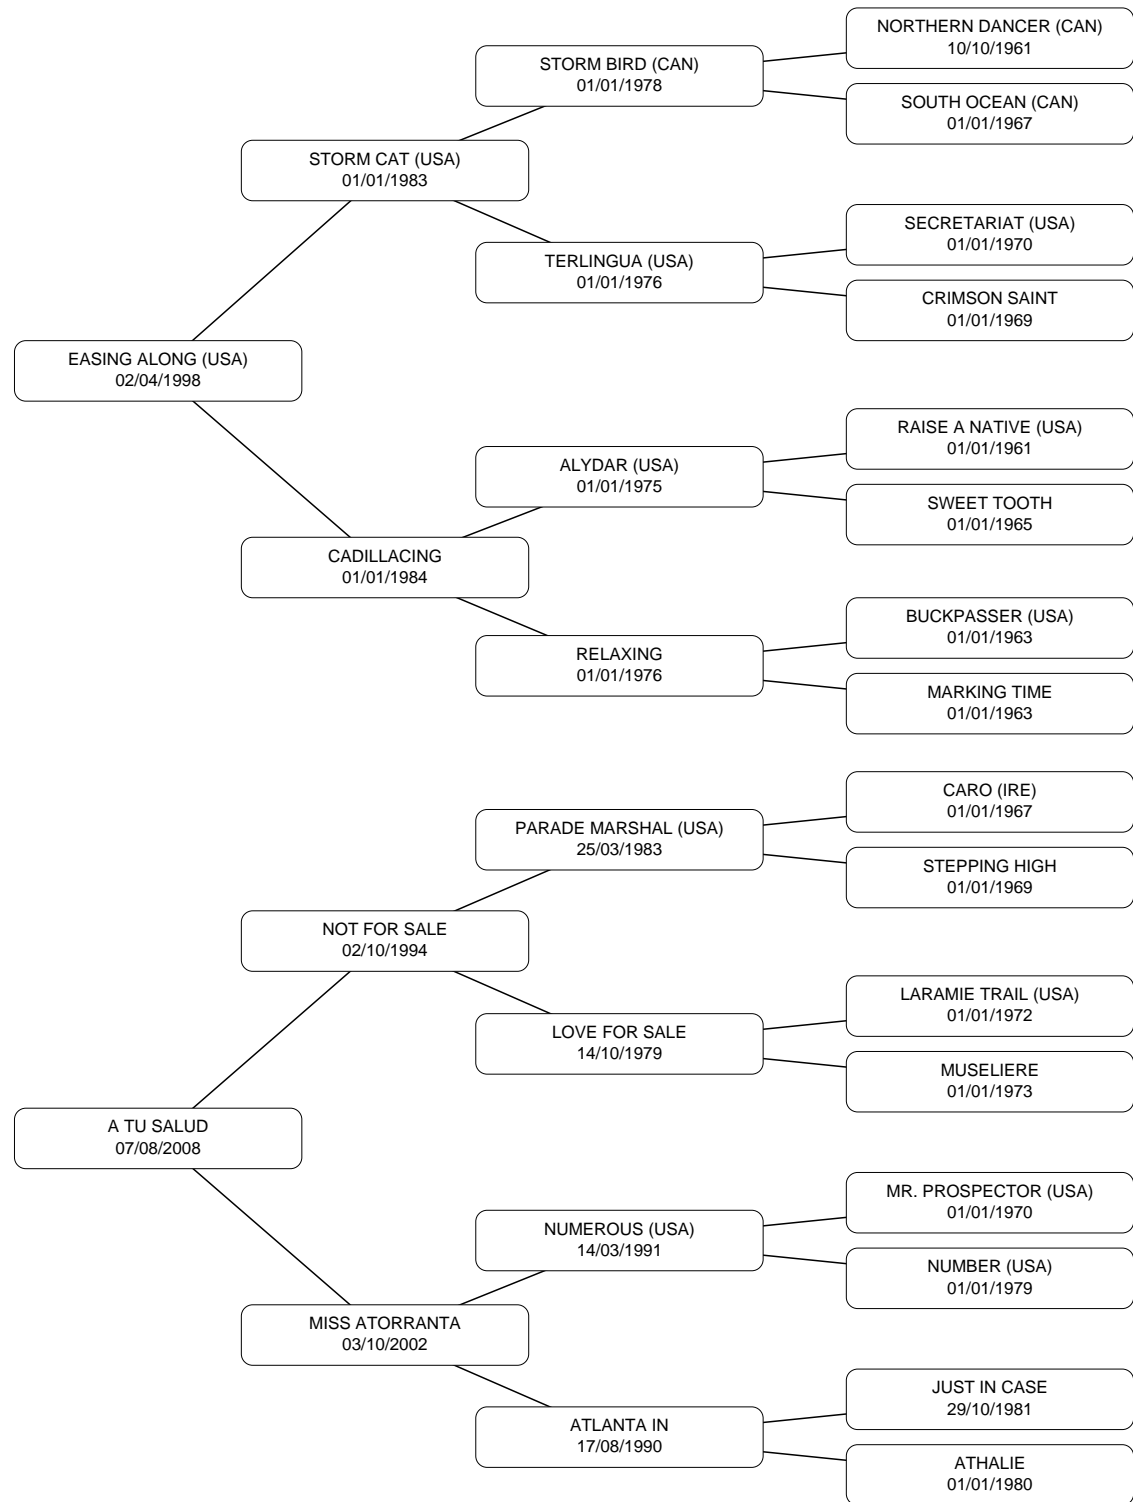 NORTHERN DANCER (CAN)
10/10/1961
STORM BIRD (CAN)
01/01/1978
SOUTH OCEAN (CAN)
01/01/1967
STORM CAT (USA)
01/01/1983
SECRETARIAT (USA)
01/01/1970
TERLINGUA (USA)
01/01/1976
CRIMSON SAINT
01/01/1969
EASING ALONG (USA)
02/04/1998
RAISE A NATIVE (USA)
01/01/1961
ALYDAR (USA)
01/01/1975
SWEET TOOTH
01/01/1965
CADILLACING
01/01/1984
BUCKPASSER (USA)
01/01/1963
RELAXING
01/01/1976
MARKING TIME
01/01/1963
CARO (IRE)
01/01/1967
PARADE MARSHAL (USA)
25/03/1983
STEPPING HIGH
01/01/1969
NOT FOR SALE
02/10/1994
LARAMIE TRAIL (USA)
01/01/1972
LOVE FOR SALE
14/10/1979
MUSELIERE
01/01/1973
A TU SALUD
07/08/2008
MR. PROSPECTOR (USA)
01/01/1970
NUMEROUS (USA)
14/03/1991
NUMBER (USA)
01/01/1979
MISS ATORRANTA
03/10/2002
JUST IN CASE
29/10/1981
ATLANTA IN
17/08/1990
ATHALIE
01/01/1980